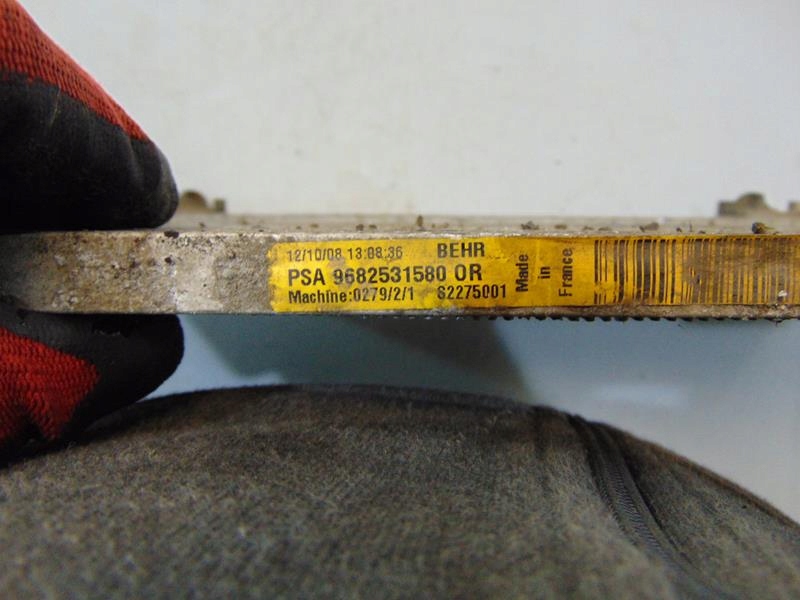 12/10/08 13:08:36 BEHR
PSA 9682531580 OR
Machine:0279/2/1 S2275001
Made
in
France